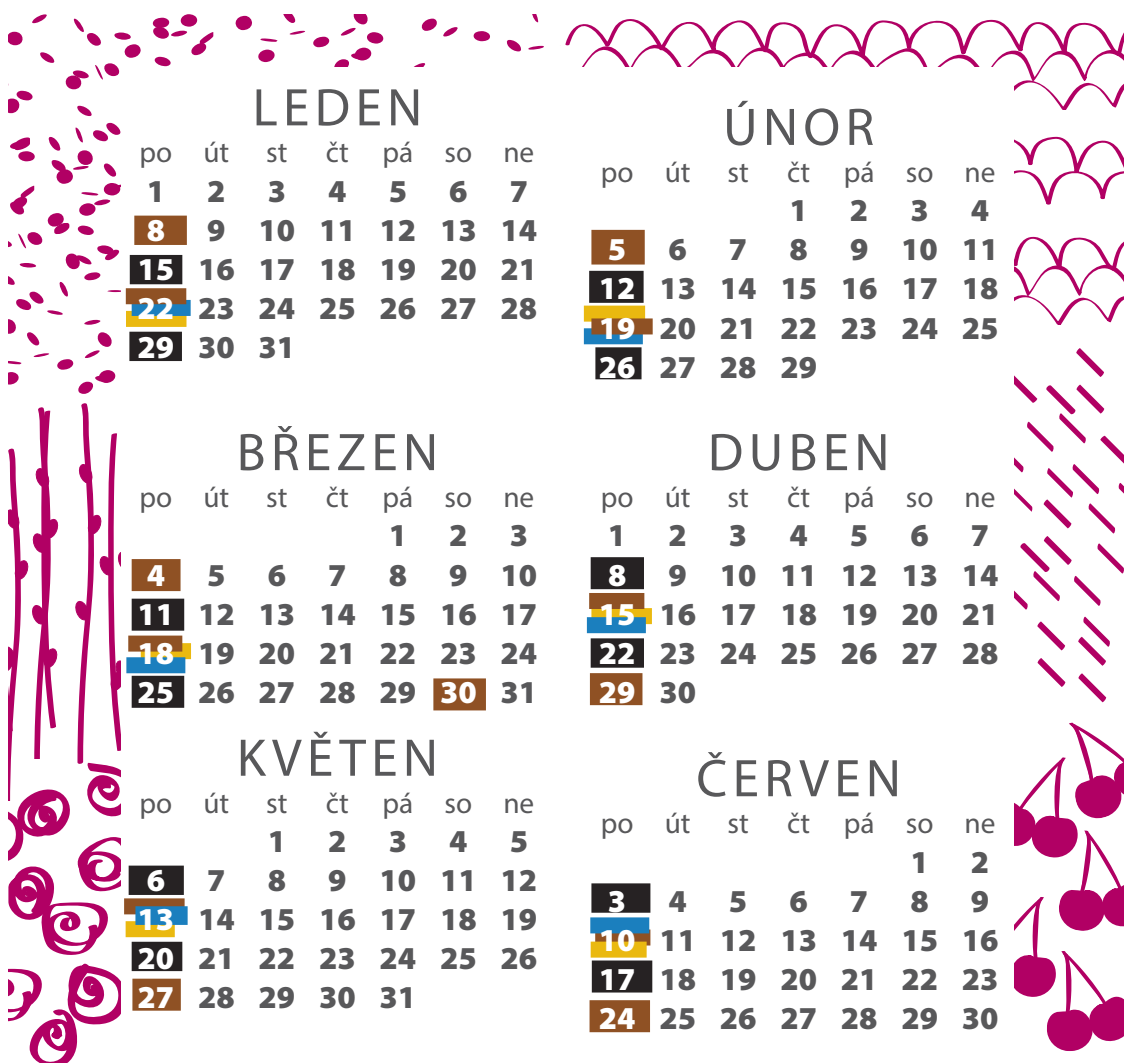 LEDEN
po út st čt pá so ne
1 2 3 4 5 6 7
8 9 10 11 12 13 14
15 16 17 18 19 20 21
22 23 24 25 26 27 28
29 30 31
ÚNOR
po út st čt pá so ne
1 2 3 4
5 6 7 8 9 10 11
12 13 14 15 16 17 18
19 20 21 22 23 24 25
26 27 28 29
BŘEZEN
po út st čt pá so ne
1 2 3
4 5 6 7 8 9 10
11 12 13 14 15 16 17
18 19 20 21 22 23 24
25 26 27 28 29 30 31
DUBEN
po út st čt pá so ne
1 2 3 4 5 6 7
8 9 10 11 12 13 14
15 16 17 18 19 20 21
22 23 24 25 26 27 28
29 30
KVĚTEN
po út st čt pá so ne
1 2 3 4 5
6 7 8 9 10 11 12
13 14 15 16 17 18 19
20 21 22 23 24 25 26
27 28 29 30 31
ČERVEN
po út st čt pá so ne
1 2
3 4 5 6 7 8 9
10 11 12 13 14 15 16
17 18 19 20 21 22 23
24 25 26 27 28 29 30